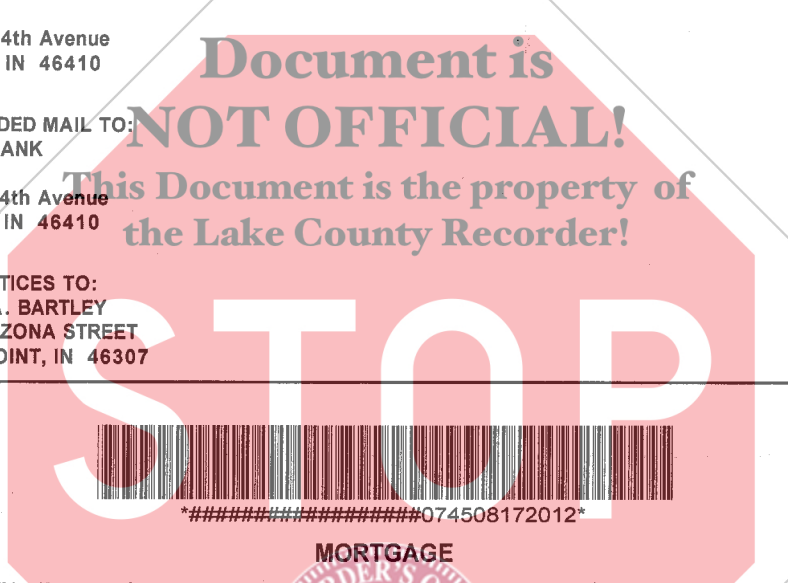 4th Avenue
IN 46410
Document is
NOT OFFICIAL!
DED MAIL TO:
ANK
This Document is the property of
4th Avenue
IN 46410
the Lake County Recorder!
TICES TO:
. BARTLEY
ZONA STREET
OINT, IN 46307
STOP
*##################074508172012*
MORTGAGE